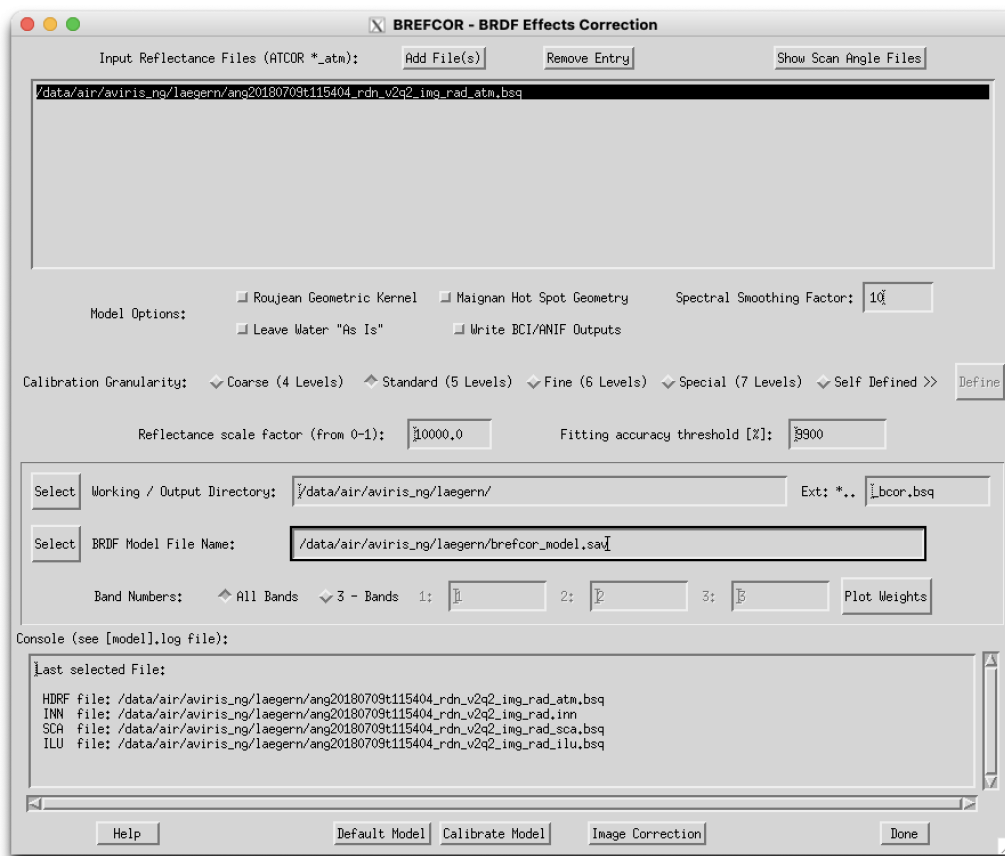 BREFCOR - BRDF Effects Correction
Input Reflectance Files (ATCOR *_atm): Add File(s) Remove Entry Show Scan Angle Files
/data/air/aviris_ng/laegern/ang20180709t115404_rdn_v2q2_img_rad_atm.bsq
Roujean Geometric Kernel Maignan Hot Spot Geometry Spectral Smoothing Factor: 10
Model Options:
Leave Water "As Is" Write BCI/ANIF Outputs
Calibration Granularity: Coarse (4 Levels) Standard (5 Levels) Fine (6 Levels) Special (7 Levels) Self Defined >> Define
Reflectance scale factor (from 0-1): 10000.0 Fitting accuracy threshold [%]: 9900
Select Working / Output Directory: /data/air/aviris_ng/laegern/ Ext: *.. _bcor.bsq
Select BRDF Model File Name: /data/air/aviris_ng/laegern/brefcor_model.sav
Band Numbers: All Bands 3 - Bands 1: 1 2: 2 3: 3 Plot Weights
Console (see [model].log file):
Last selected File:
HDRF file: /data/air/aviris_ng/laegern/ang20180709t115404_rdn_v2q2_img_rad_atm.bsq
INN file: /data/air/aviris_ng/laegern/ang20180709t115404_rdn_v2q2_img_rad.inn
SCA file: /data/air/aviris_ng/laegern/ang20180709t115404_rdn_v2q2_img_rad_sca.bsq
ILU file: /data/air/aviris_ng/laegern/ang20180709t115404_rdn_v2q2_img_rad_ilu.bsq
Help Default Model Calibrate Model Image Correction Done